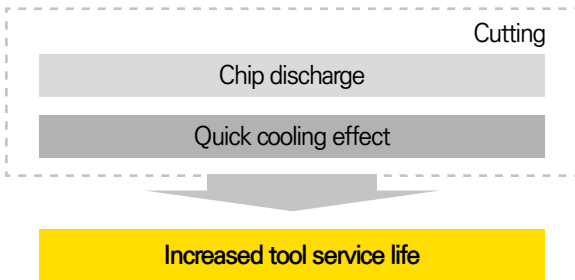 Cutting
Chip discharge
Quick cooling effect
Increased tool service life